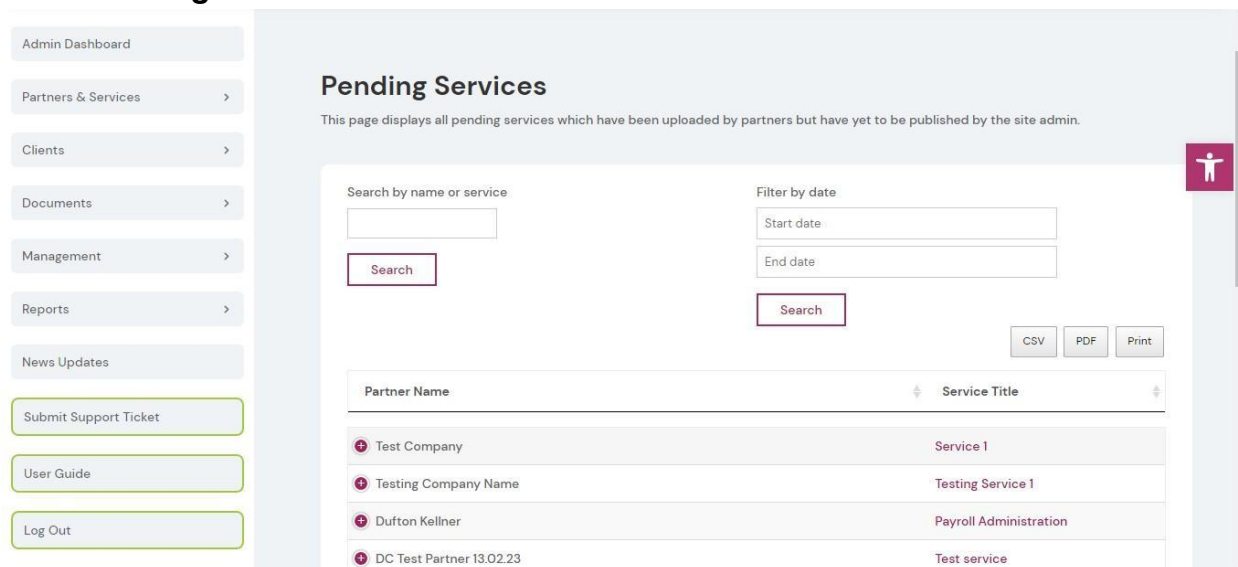 Admin Dashboard
Partners & Services
Clients
Documents
Management
Reports
News Updates
Submit Support Ticket
User Guide
Log Out
Pending Services
This page displays all pending services which have been uploaded by partners but have yet to be published by the site admin.
Search by name or service
Search
Filter by date
Start date
End date
Search
CSV PDF Print
Partner Name Service Title
Test Company Service 1
Testing Company Name Testing Service 1
Dufton Kellner Payroll Administration
DC Test Partner 13.02.23 Test service